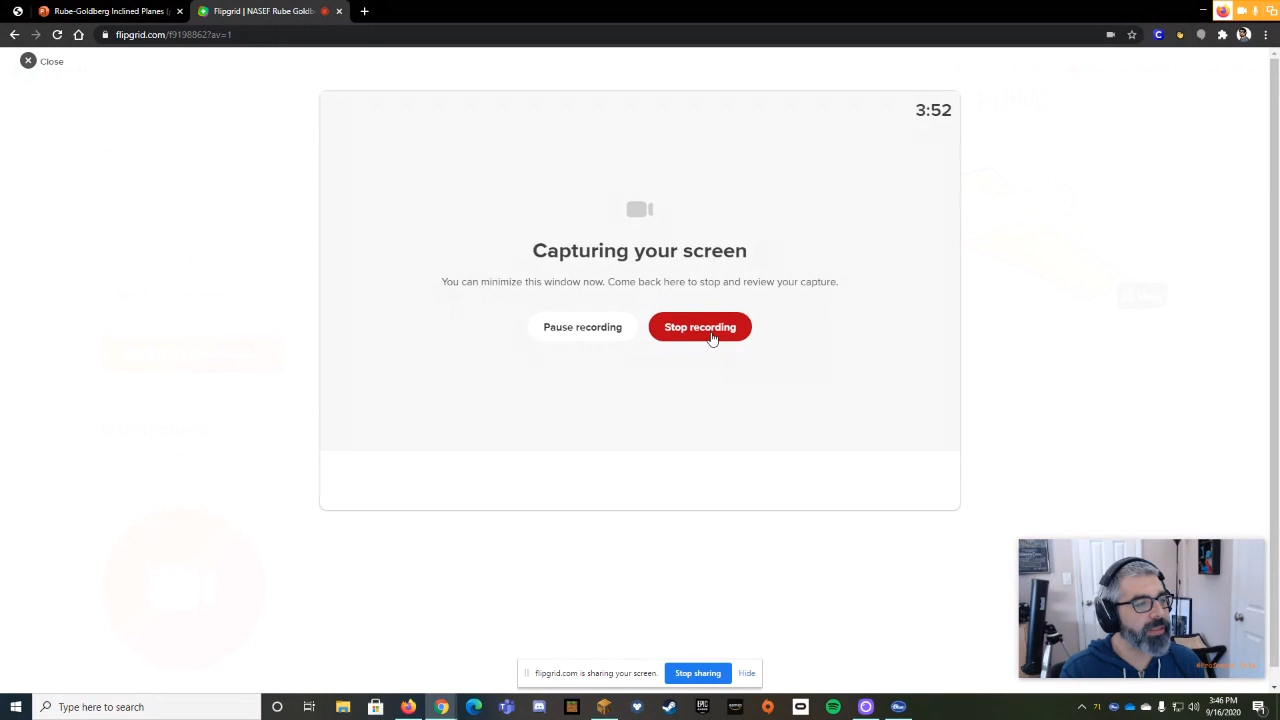 Rube-Goldberg Inclined Planes (
Flipgrid | NASEF Rube Goldb
flipgrid.com/f9198862?av=1
Close
3:52
Capturing your screen
You can minimize this window now. Come back here to stop and review your capture.
Pause recording
Stop recording
flipgrid.com is sharing your screen.
Stop sharing
Hide
Type here to search
EPIC
GAMES
71
3:46 PM
9/16/2020